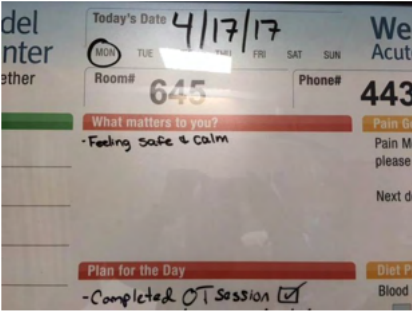 del
nter
ether
Today's Date 4/17/17
MON TUE THU FRI SAT SUN
Room# 645
Phone# 443
We
Acut
What matters to you?
- Feeling safe & calm
Pain G
Pain M
please
Next d
Plan for the Day
- Completed OT Session ☑
Diet P
Blood